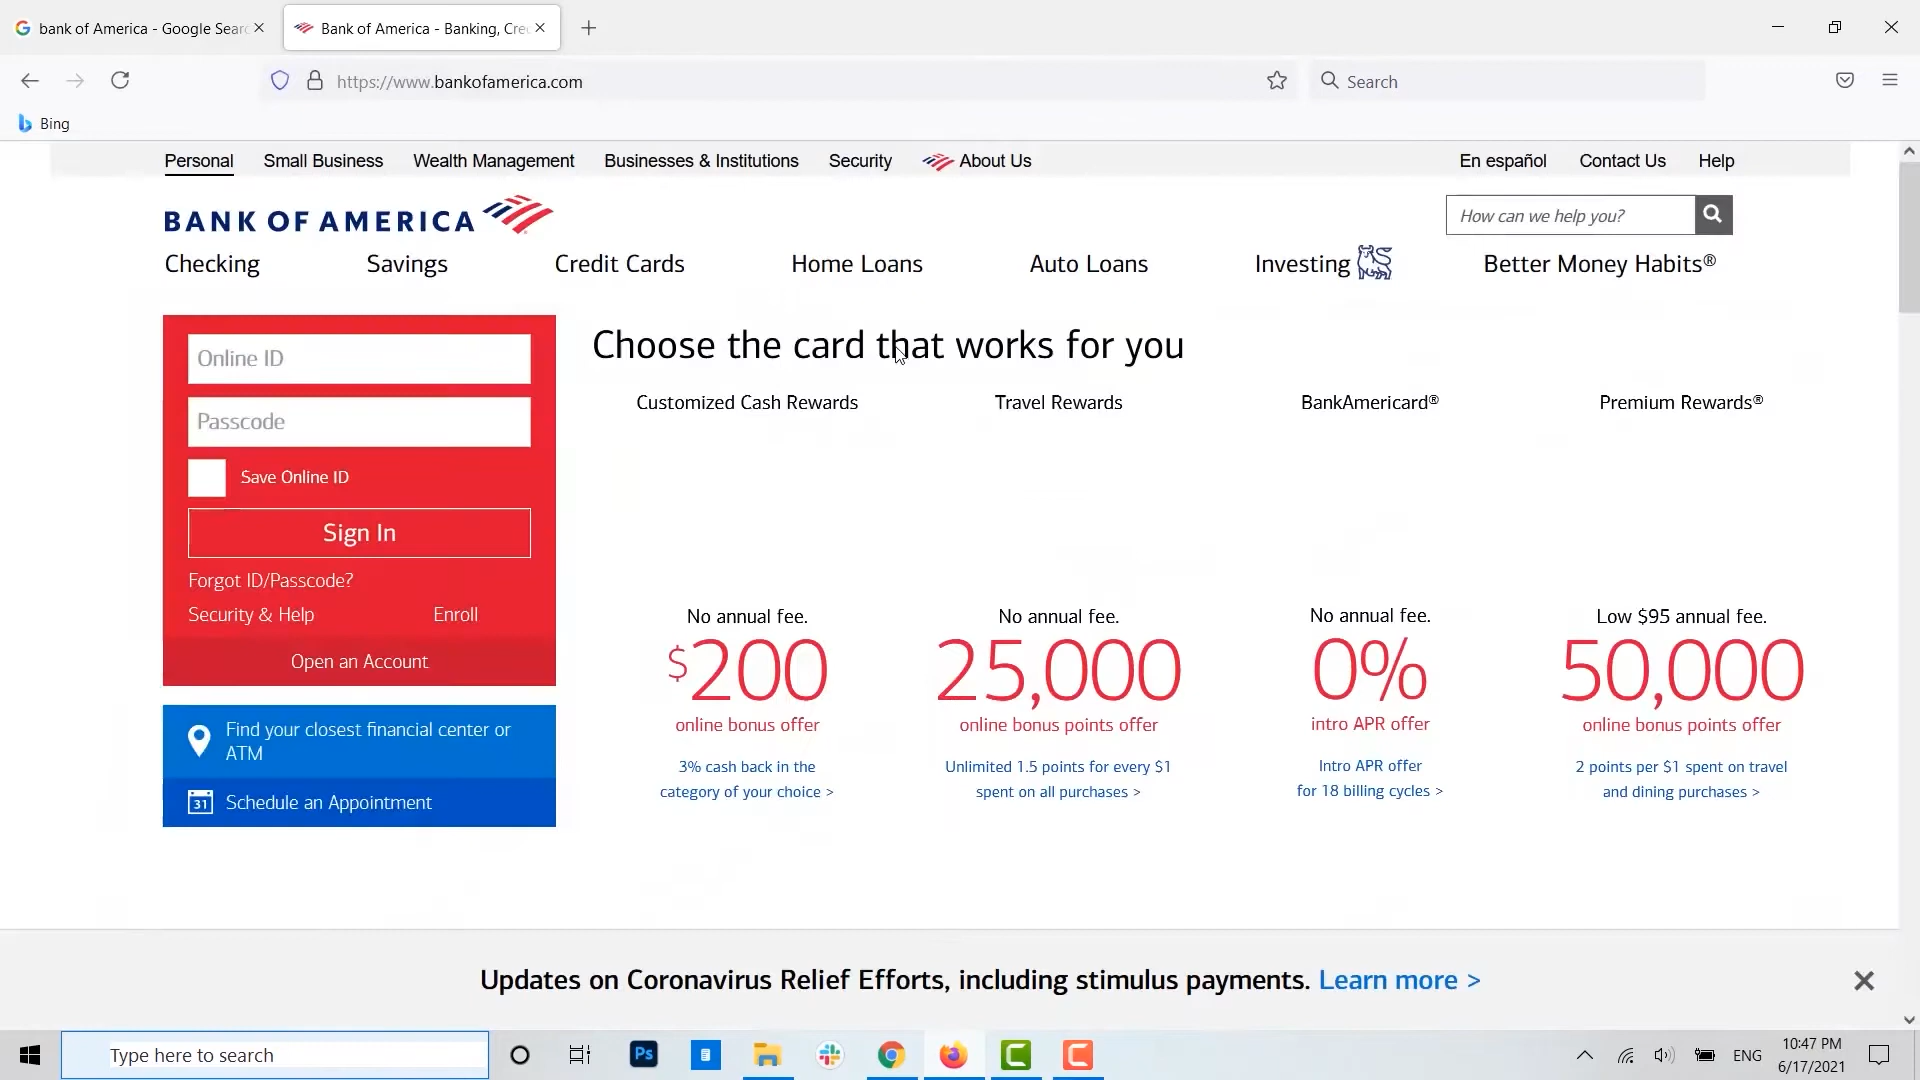 bank of America - Google Sear
Bank of America - Banking, Cre
https://www.bankofamerica.com
Search
Bing
Personal
Small Business
Wealth Management
Businesses & Institutions
Security
About Us
En español
Contact Us
Help
BANK OF AMERICA
How can we help you?
Checking
Savings
Credit Cards
Home Loans
Auto Loans
Investing
Better Money Habits®
Online ID
Passcode
Save Online ID
Sign In
Forgot ID/Passcode?
Security & Help
Enroll
Open an Account
Find your closest financial center or
ATM
31
Schedule an Appointment
Choose the card that works for you
Customized Cash Rewards
No annual fee.
$200
online bonus offer
3% cash back in the
category of your choice >
Travel Rewards
No annual fee.
25,000
online bonus points offer
Unlimited 1.5 points for every $1
spent on all purchases >
BankAmericard®
No annual fee.
0%
intro APR offer
Intro APR offer
for 18 billing cycles >
Premium Rewards®
Low $95 annual fee.
50,000
online bonus points offer
2 points per $1 spent on travel
and dining purchases >
Updates on Coronavirus Relief Efforts, including stimulus payments. Learn more >
Type here to search
Ps
ENG
10:47 PM
6/17/2021